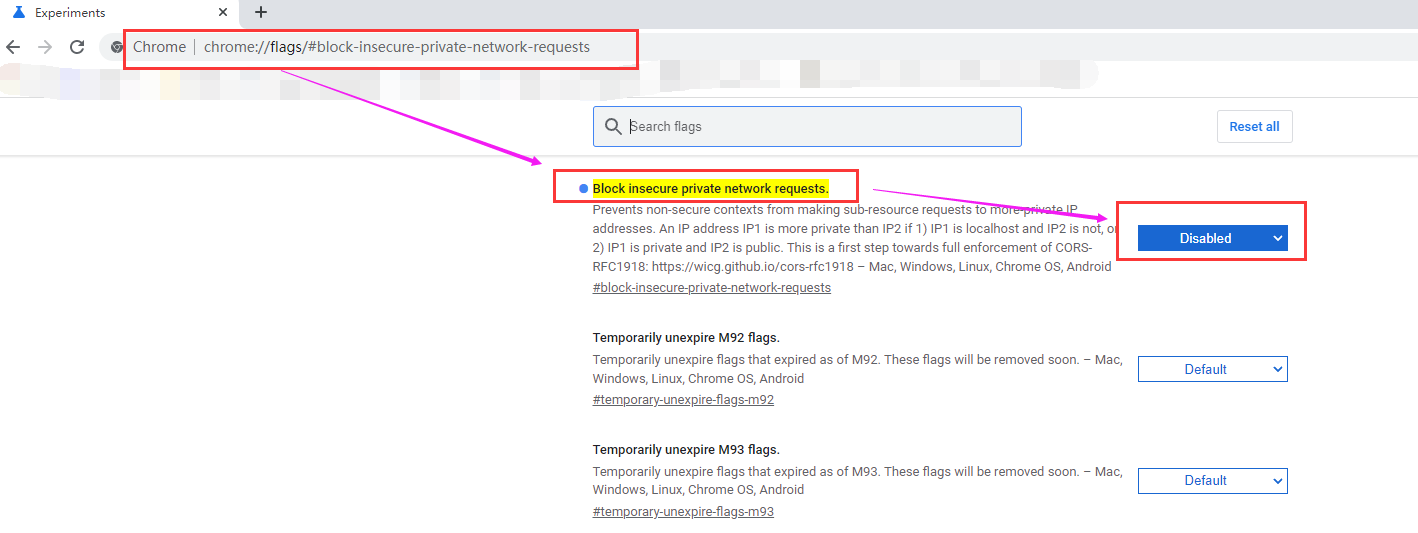 Experiments
Chrome chrome://flags/#block-insecure-private-network-requests
Search flags
Reset all
Block insecure private network requests.
Prevents non-secure contexts from making sub-resource requests to more-private IP
addresses. An IP address IP1 is more private than IP2 if 1) IP1 is localhost and IP2 is not, or
2) IP1 is private and IP2 is public. This is a first step towards full enforcement of CORS-
RFC1918: https://wicg.github.io/cors-rfc1918 – Mac, Windows, Linux, Chrome OS, Android
#block-insecure-private-network-requests
Disabled
Temporarily unexpire M92 flags.
Temporarily unexpire flags that expired as of M92. These flags will be removed soon. – Mac,
Windows, Linux, Chrome OS, Android
#temporary-unexpire-flags-m92
Default
Temporarily unexpire M93 flags.
Temporarily unexpire flags that expired as of M93. These flags will be removed soon. – Mac,
Windows, Linux, Chrome OS, Android
#temporary-unexpire-flags-m93
Default